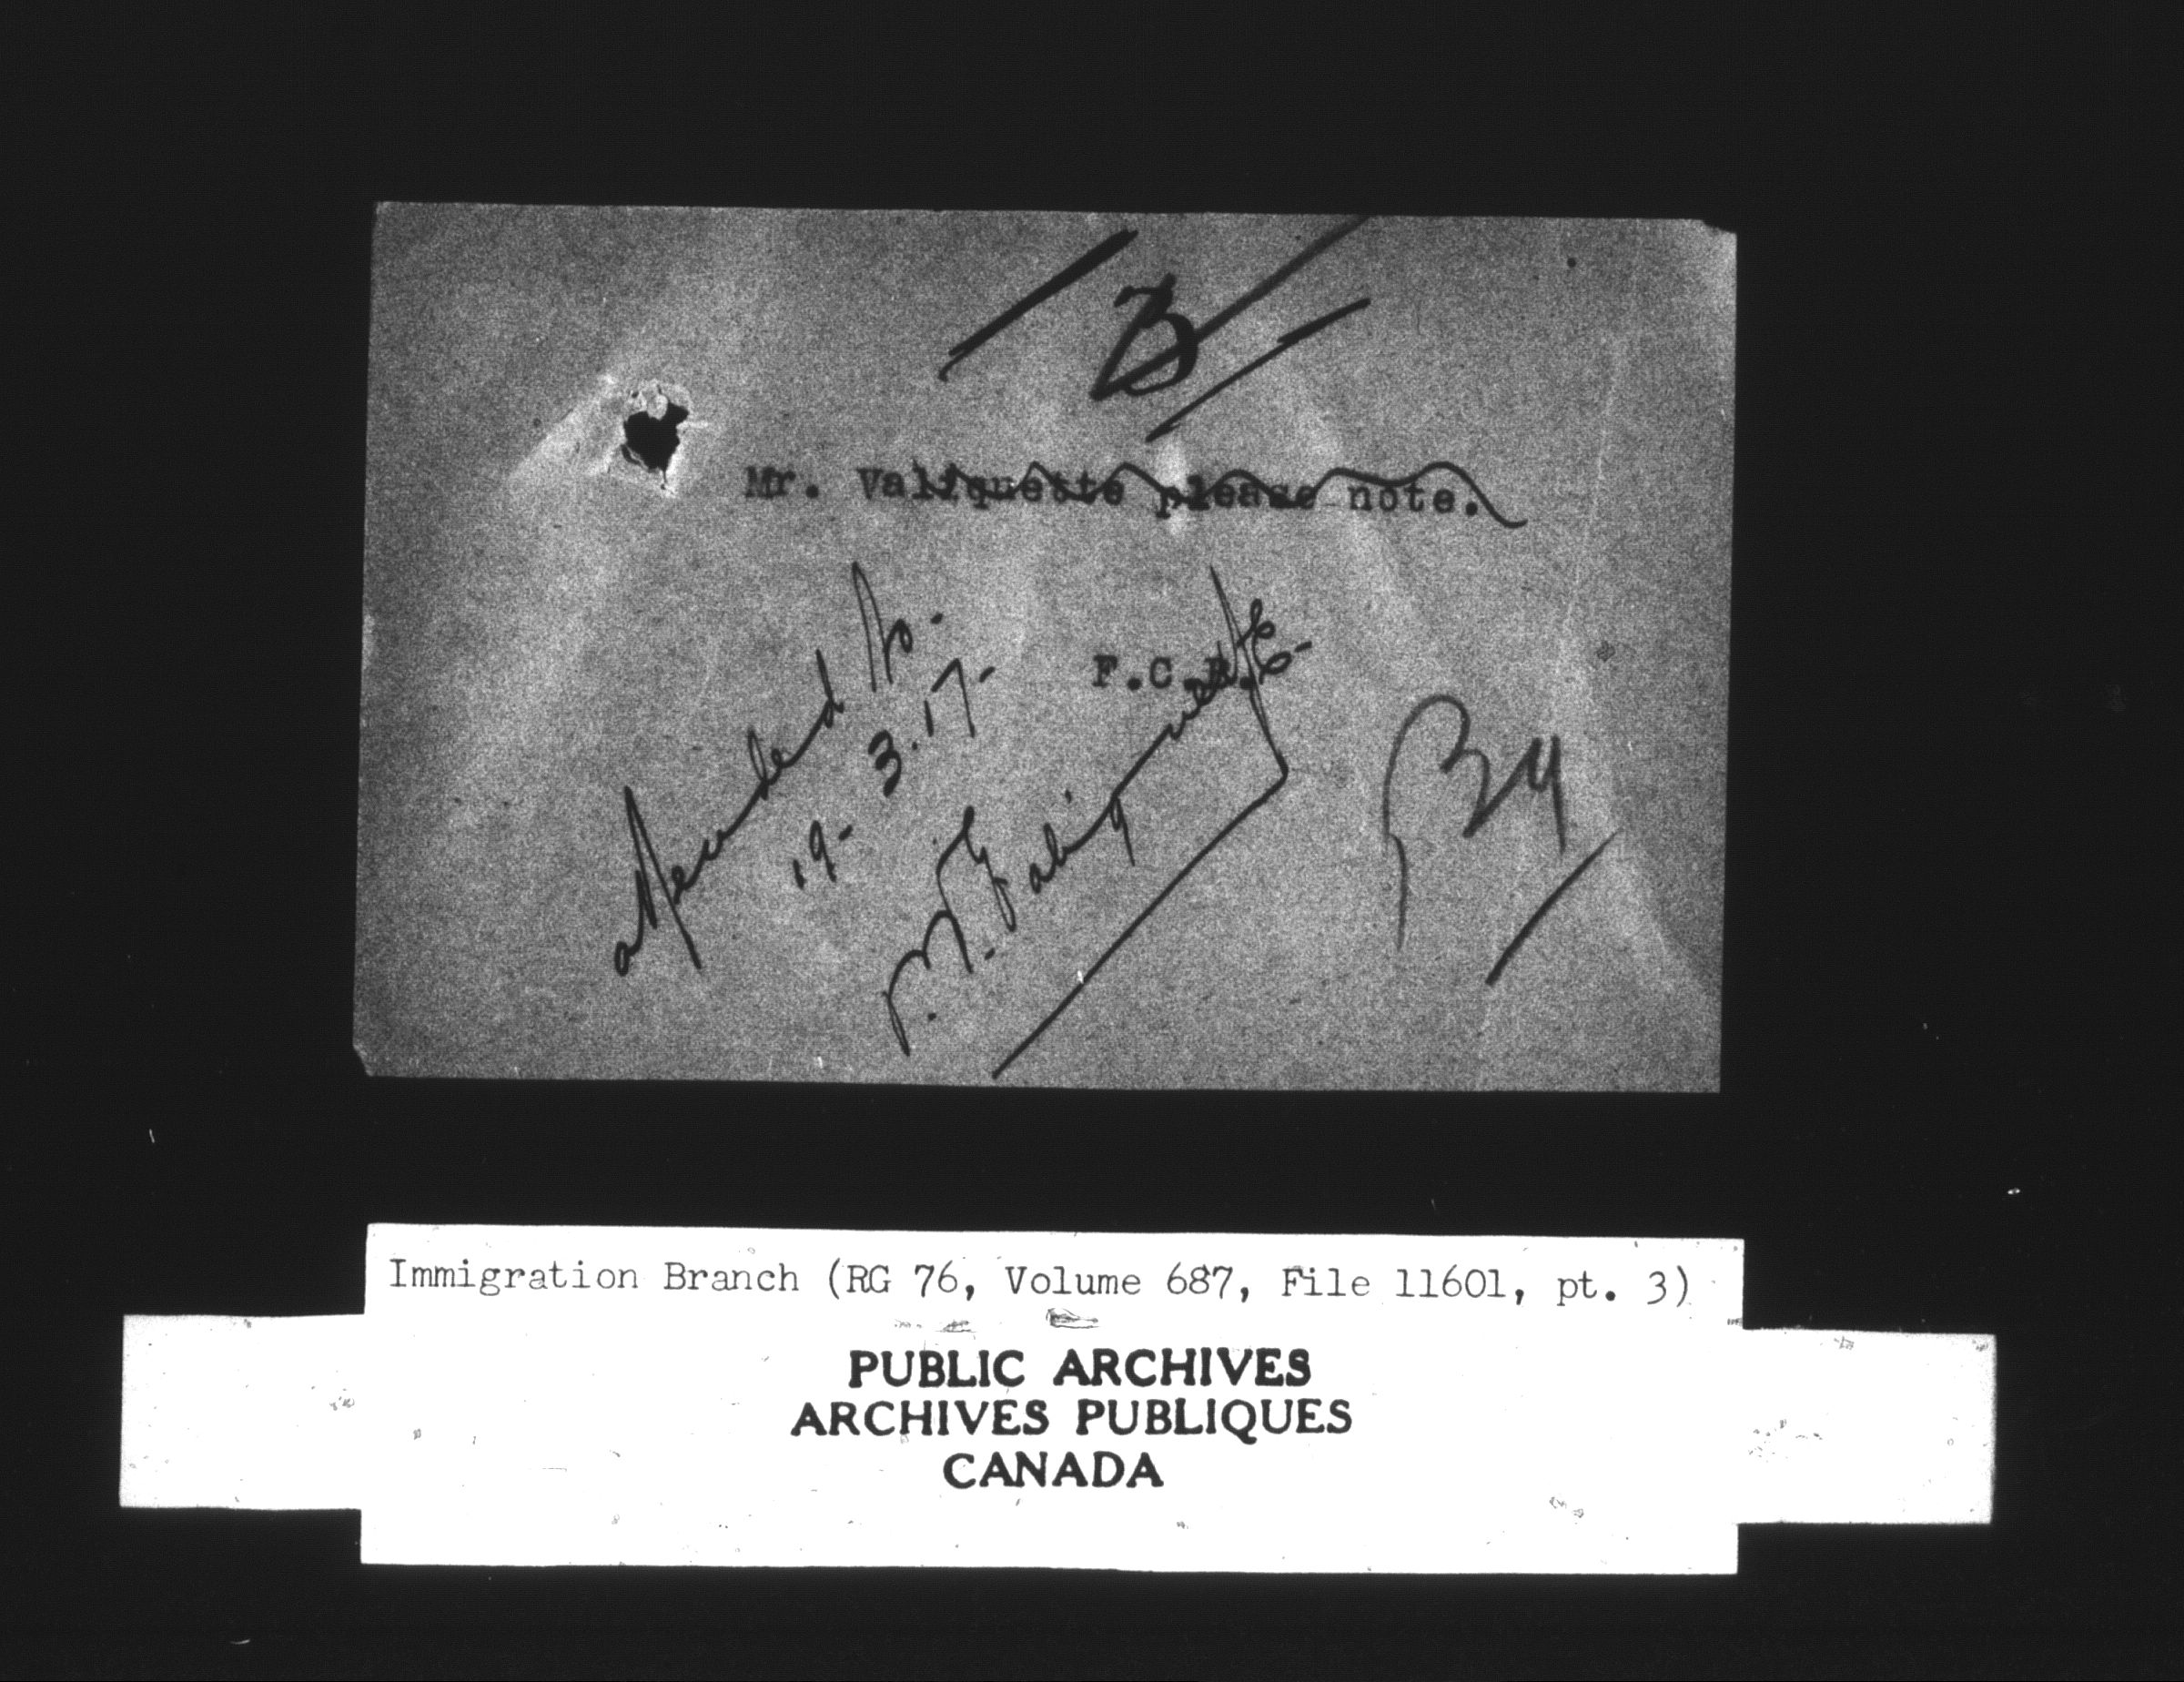 B
Mr. Valiquette please note.
F.C.B.
attended to.
19-3.17-
P.M. Valiquette
By
Immigration Branch (RG 76, Volume 687, File 11601, pt. 3)
PUBLIC ARCHIVES
ARCHIVES PUBLIQUES
CANADA